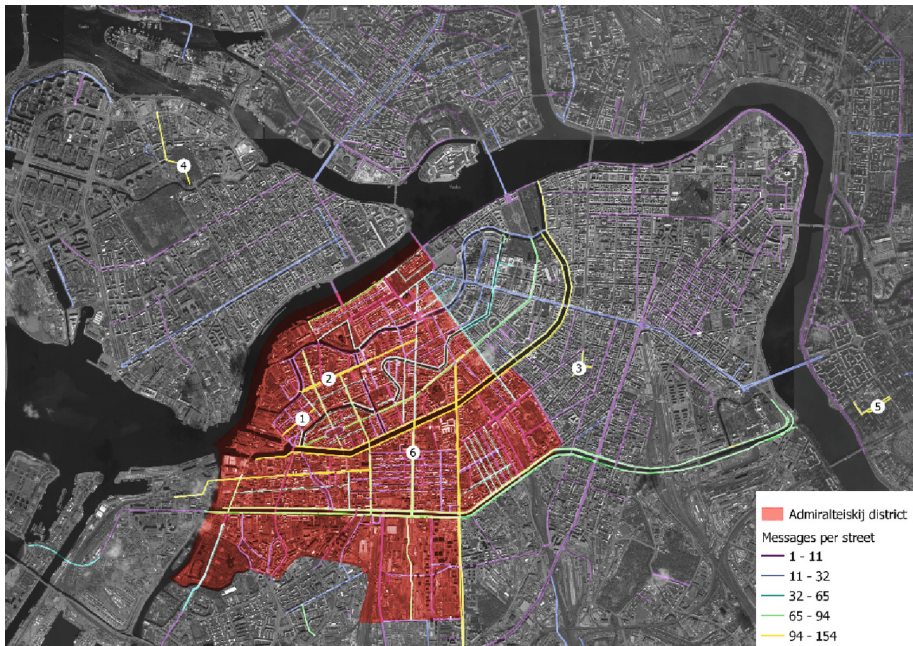 4
2
3
1
5
6
Admiralteiskij district
Messages per street
1 - 11
11 - 32
32 - 65
65 - 94
94 - 154